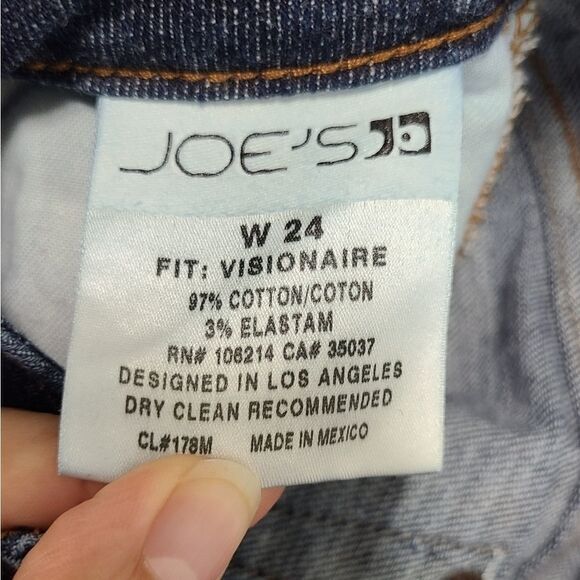 JOE'S
W 24
FIT: VISIONAIRE
97% COTTON/COTON
3% ELASTAM
RN# 106214 CA# 35037
DESIGNED IN LOS ANGELES
DRY CLEAN RECOMMENDED
CL#178M MADE IN MEXICO